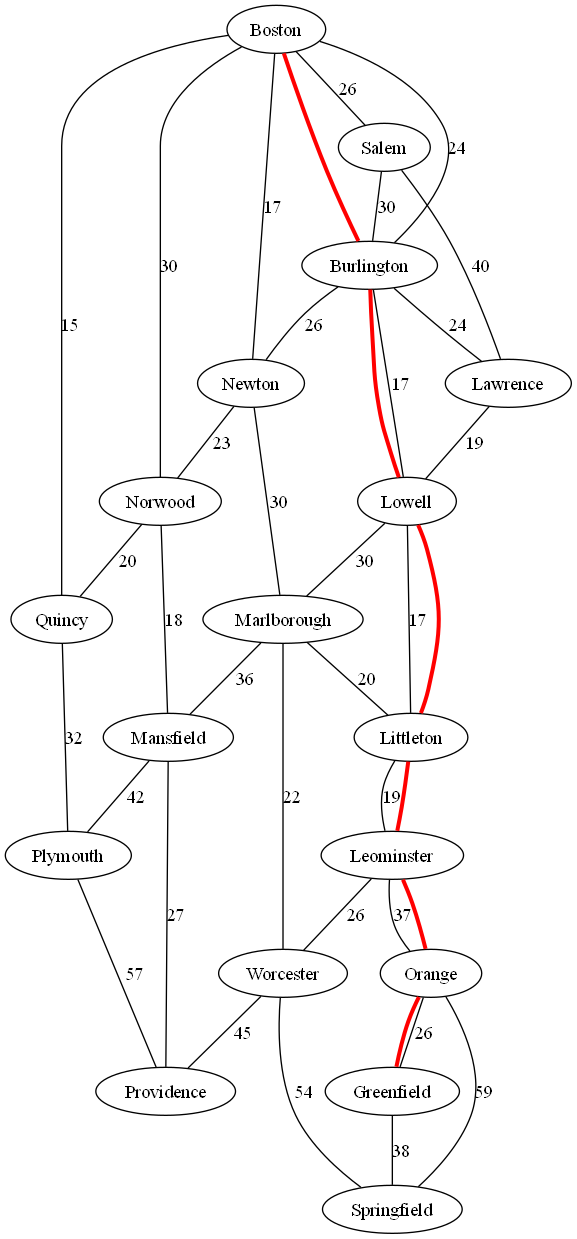 Boston
26
Salem
24
17
30
40
30
Burlington
15
26
24
Newton
17
Lawrence
23
19
Norwood
30
Lowell
20
30
Quincy
18
Marlborough
17
36
20
32
Mansfield
Littleton
42
22
19
Plymouth
Leominster
27
26
37
57
Worcester
Orange
45
26
Providence
54
Greenfield
59
38
Springfield